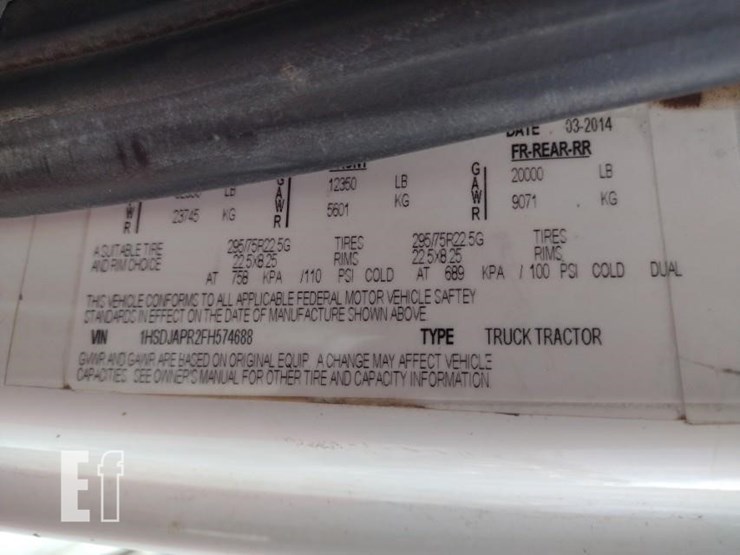 DATE 03-2014
FR-REAR-RR
LB G A W R 12350 LB G A W R 20000 LB
W R 23745 KG 5601 KG 9071 KG
A SUITABLE TIRE 295/75R22.5G TIRES 295/75R22.5G TIRES
AND RIM CHOICE 22.5X8.25 RIMS 22.5X8.25 RIMS
AT 758 KPA /110 PSI COLD AT 689 KPA / 100 PSI COLD DUAL
THIS VEHICLE CONFORMS TO ALL APPLICABLE FEDERAL MOTOR VEHICLE SAFTEY
STANDARDS IN EFFECT ON THE DATE OF MANUFACTURE SHOWN ABOVE
VIN 1HSDJAPR2FH574688 TYPE TRUCK TRACTOR
GVWR AND GAWR ARE BASED ON ORIGINAL EQUIP. A CHANGE MAY AFFECT VEHICLE
CAPACITIES. SEE OWNER'S MANUAL FOR OTHER TIRE AND CAPACITY INFORMATION
Ef